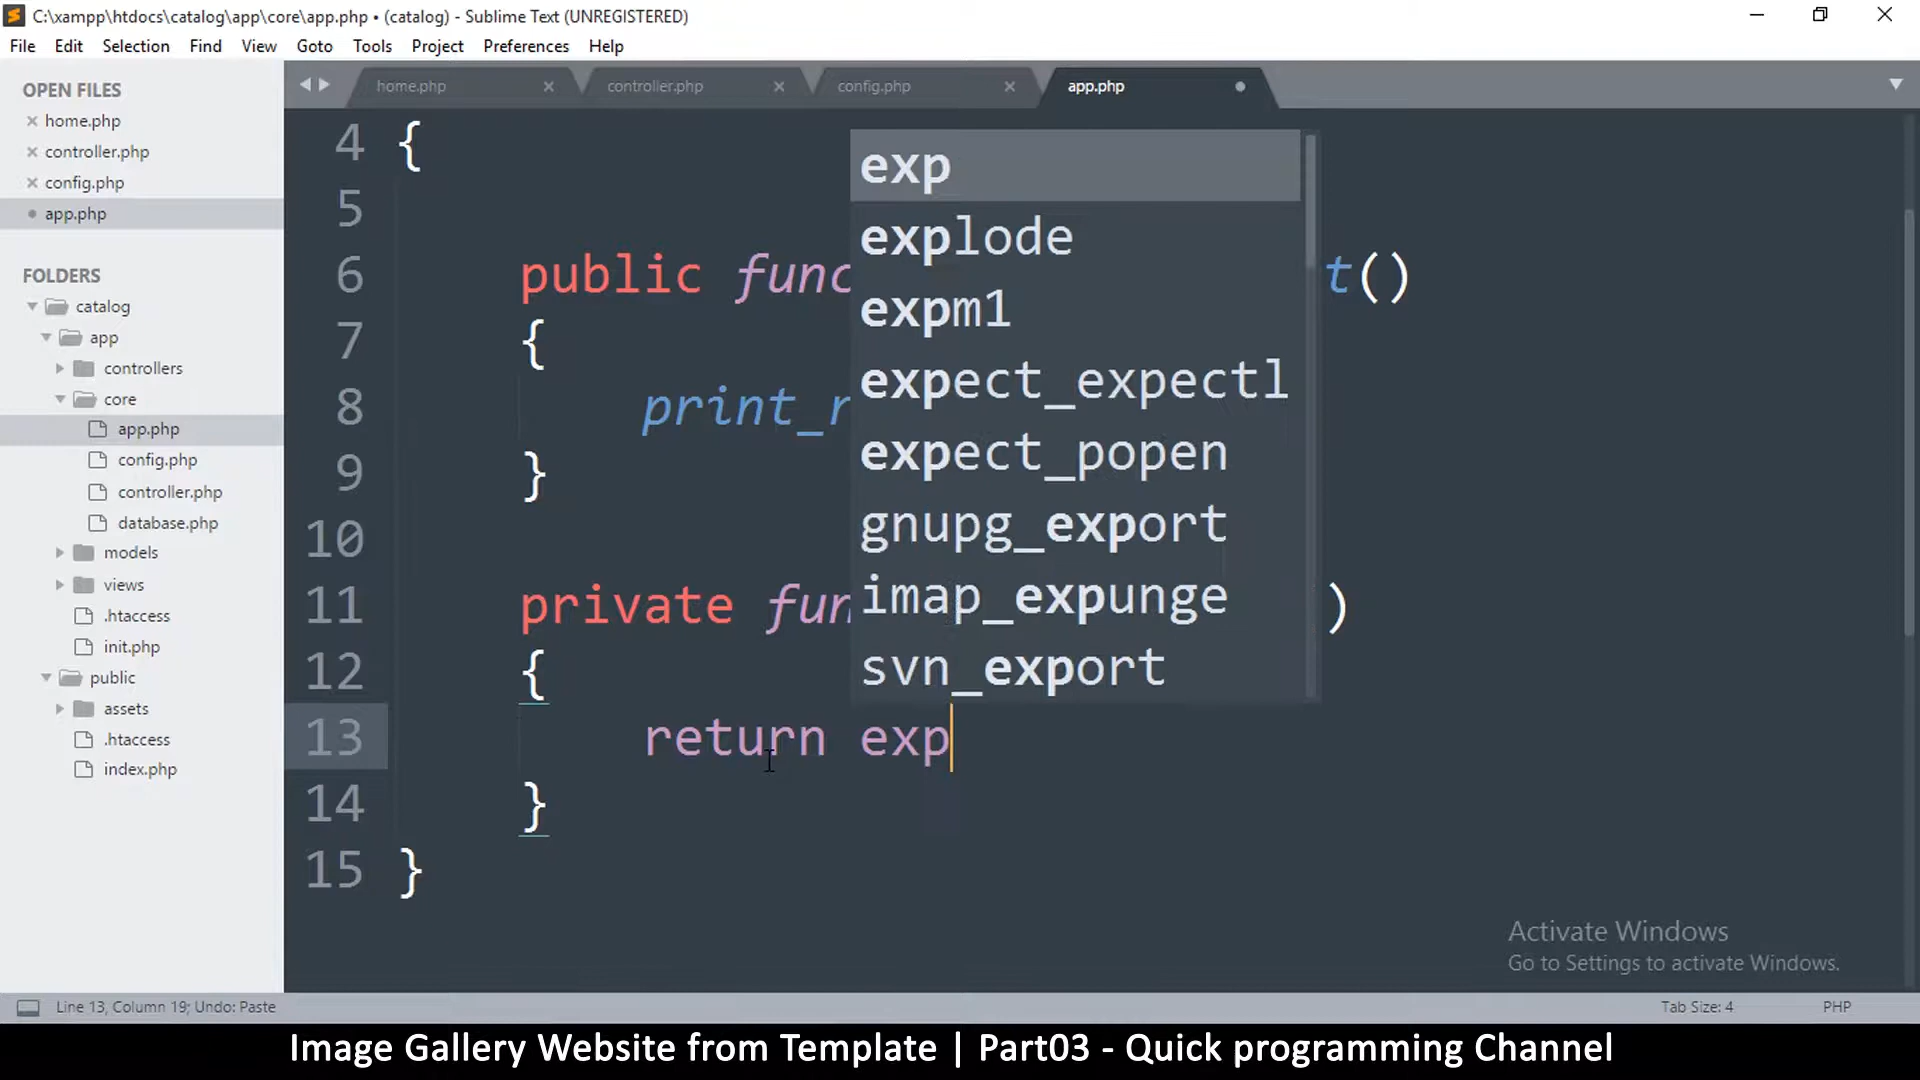 C:\xampp\htdocs\catalog\app\core\app.php • (catalog) - Sublime Text (UNREGISTERED)
File Edit Selection Find View Goto Tools Project Preferences Help
OPEN FILES
home.php
controller.php
config.php
app.php
FOLDERS
catalog
app
controllers
core
app.php
config.php
controller.php
database.php
models
views
.htaccess
init.php
public
assets
.htaccess
index.php
home.php controller.php config.php app.php
4 {
5
6 public func t()
7 {
8 print_r
9 }
10
11 private fun )
12 {
13 return exp
14 }
15 }
exp
explode
expm1
expect_expectl
expect_popen
gnupg_export
imap_expunge
svn_export
Activate Windows
Go to Settings to activate Windows.
Line 13, Column 19; Undo: Paste
Tab Size: 4
PHP
Image Gallery Website from Template | Part03 - Quick programming Channel